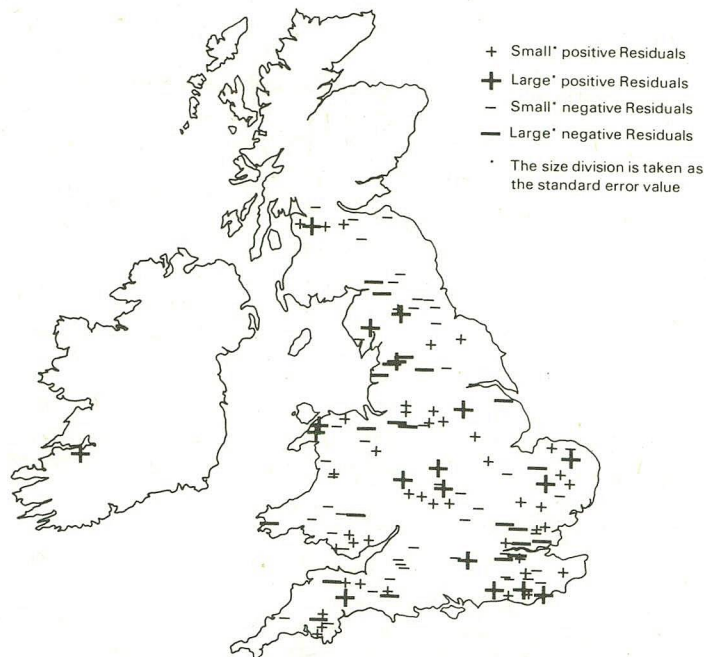 + Small* positive Residuals
+ Large* positive Residuals
– Small* negative Residuals
– Large* negative Residuals
* The size division is taken as
the standard error value